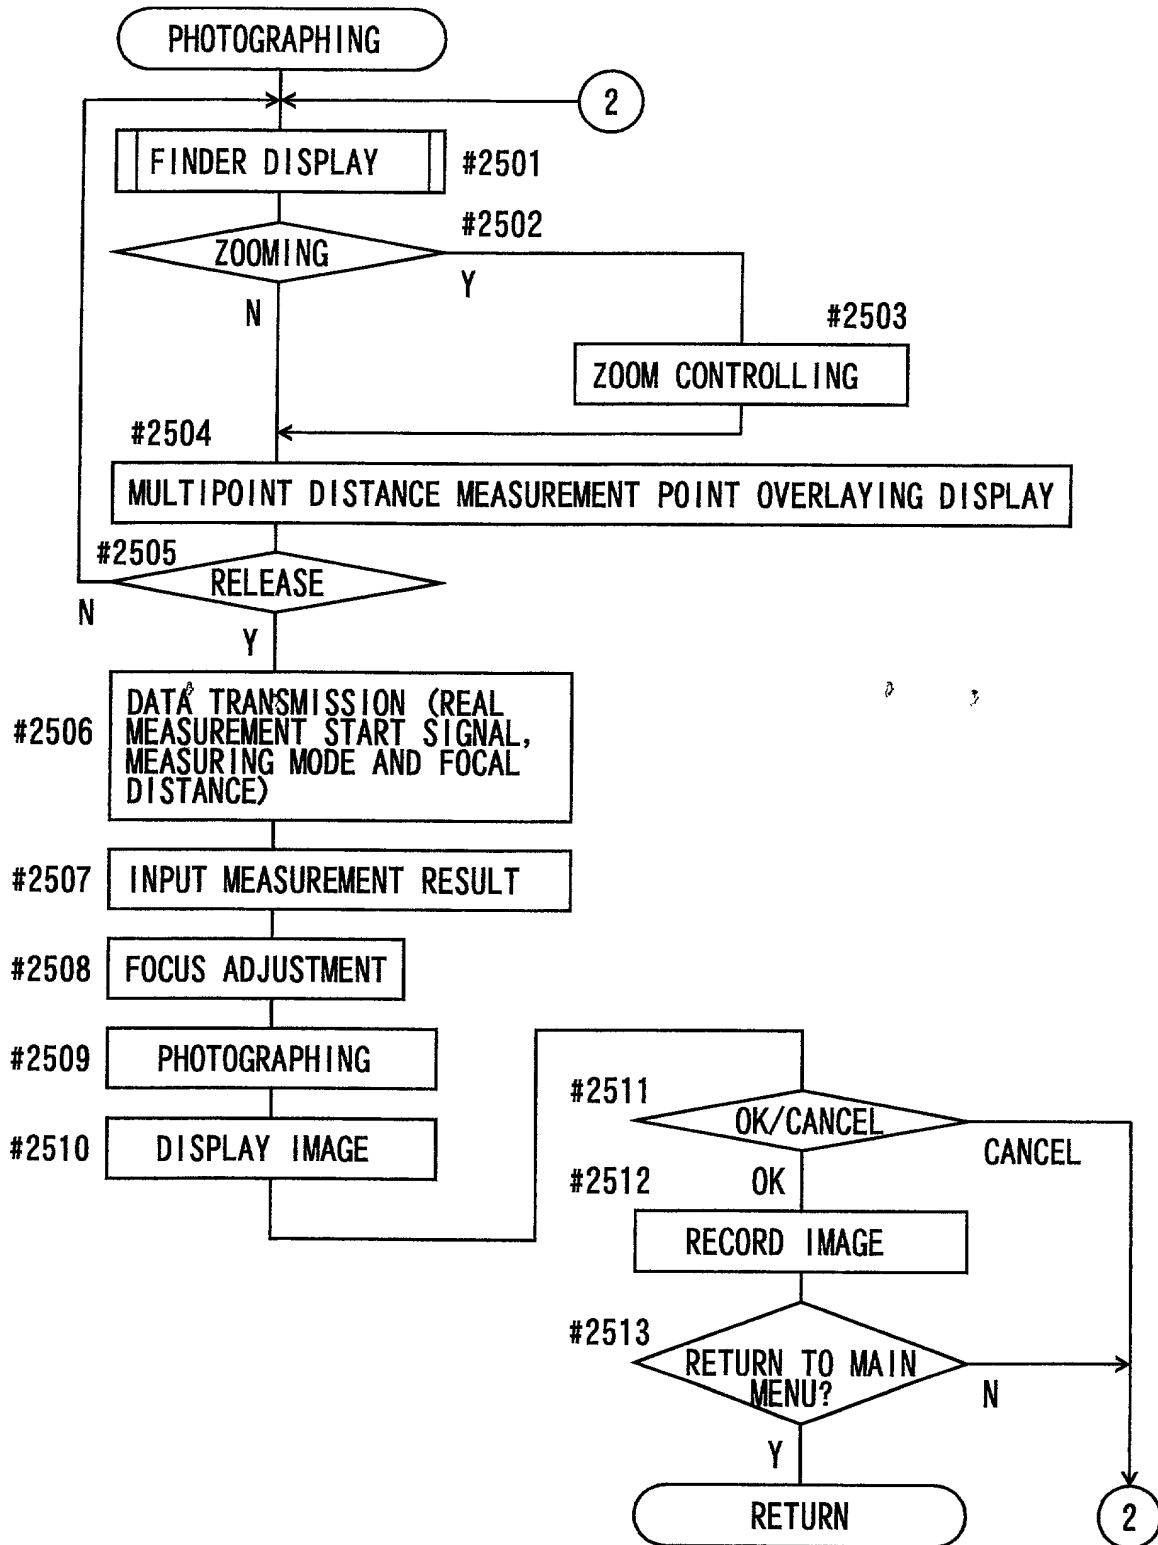 PHOTOGRAPHING
2
FINDER DISPLAY
#2501
#2502
ZOOMING
Y
N
#2503
ZOOM CONTROLLING
#2504
MULTIPOINT DISTANCE MEASUREMENT POINT OVERLAYING DISPLAY
#2505
RELEASE
N
Y
#2506
DATA TRANSMISSION (REAL
MEASUREMENT START SIGNAL,
MEASURING MODE AND FOCAL
DISTANCE)
#2507
INPUT MEASUREMENT RESULT
#2508
FOCUS ADJUSTMENT
#2509
PHOTOGRAPHING
#2510
DISPLAY IMAGE
#2511
OK/CANCEL
CANCEL
OK
#2512
RECORD IMAGE
#2513
RETURN TO MAIN
MENU?
N
Y
RETURN
2